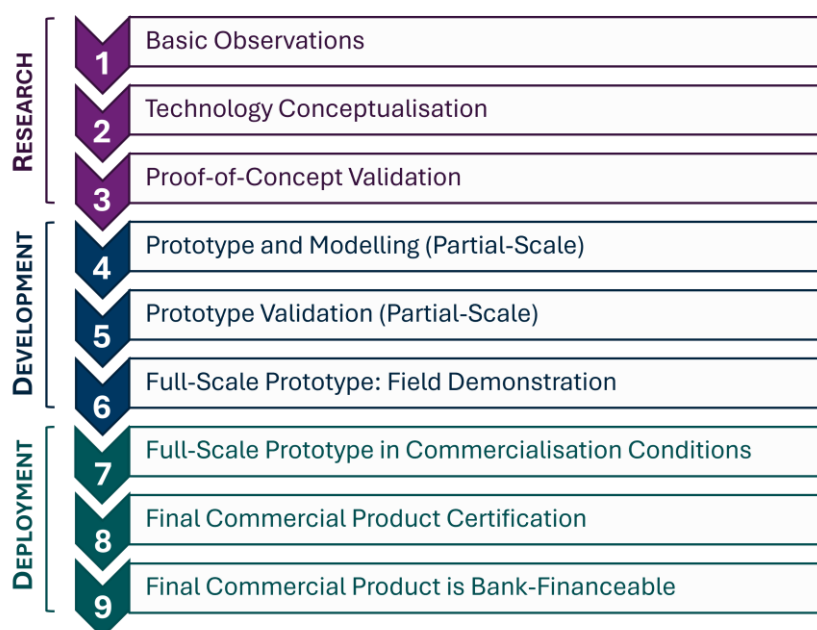 RESEARCH
1 Basic Observations
2 Technology Conceptualisation
3 Proof-of-Concept Validation
DEVELOPMENT
4 Prototype and Modelling (Partial-Scale)
5 Prototype Validation (Partial-Scale)
6 Full-Scale Prototype: Field Demonstration
DEPLOYMENT
7 Full-Scale Prototype in Commercialisation Conditions
8 Final Commercial Product Certification
9 Final Commercial Product is Bank-Financeable